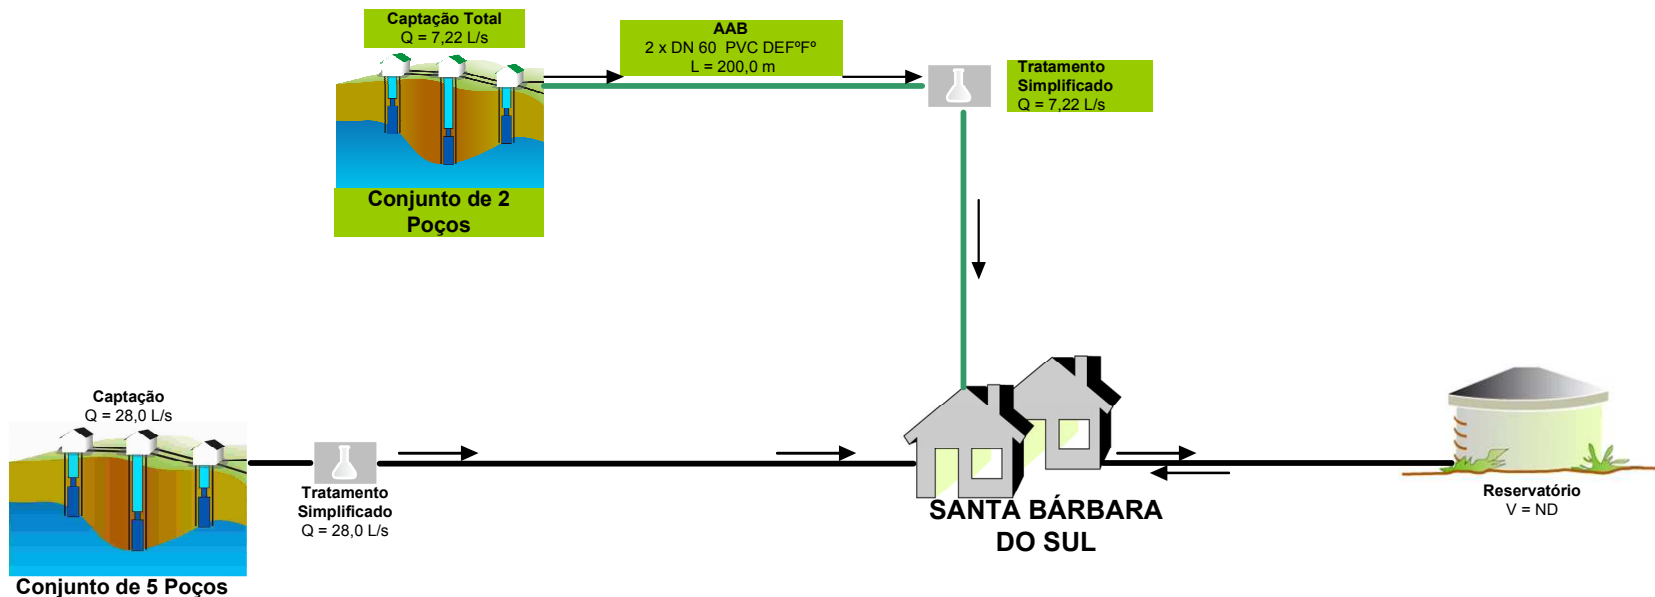 Captação Total
Q = 7,22 L/s
AAB
2 x DN 60  PVC DEFºFº
L = 200,0 m
Tratamento
Simplificado
Q = 7,22 L/s
Conjunto de 2
Poços
Captação
Q = 28,0 L/s
Tratamento
Simplificado
Q = 28,0 L/s
Conjunto de 5 Poços
SANTA BÁRBARA
DO SUL
Reservatório
V = ND